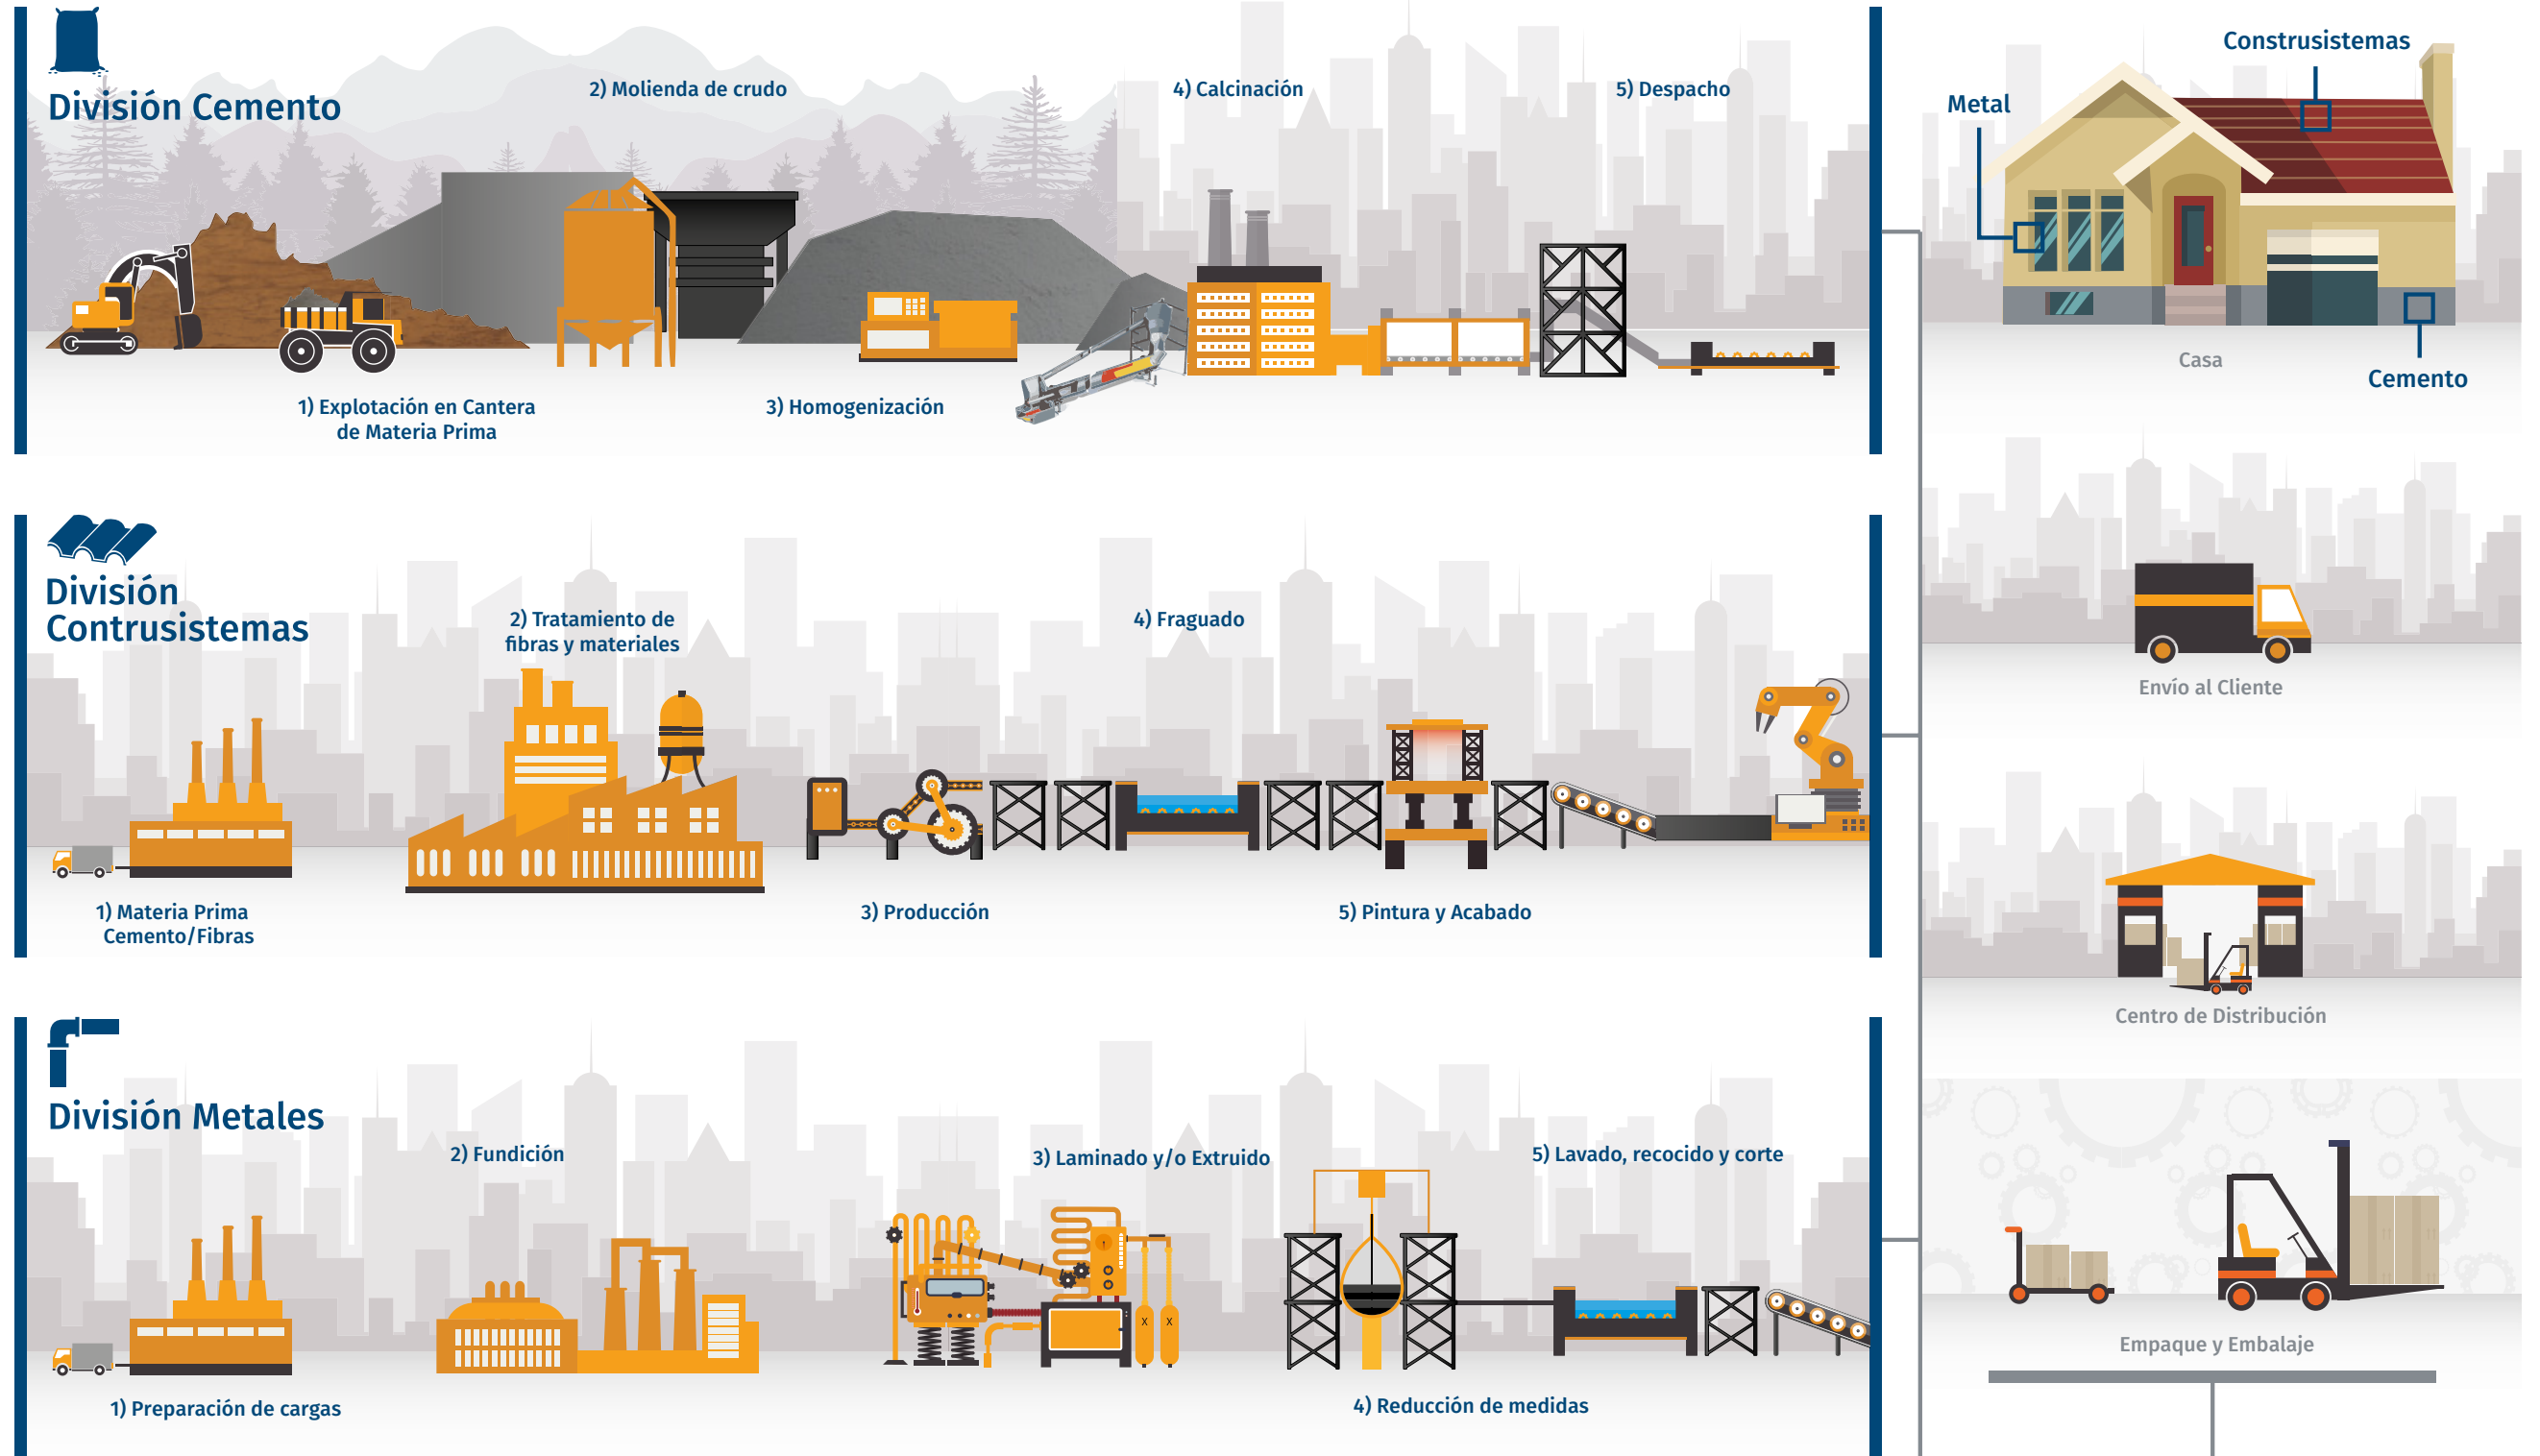 División Cemento
2) Molienda de crudo
4) Calcinación
5) Despacho
1) Explotación en Cantera
de Materia Prima
3) Homogenización
División
Contrusistemas
2) Tratamiento de
fibras y materiales
4) Fraguado
1) Materia Prima
Cemento/Fibras
3) Producción
5) Pintura y Acabado
División Metales
2) Fundición
3) Laminado y/o Extruido
5) Lavado, recocido y corte
X X
1) Preparación de cargas
4) Reducción de medidas
Construsistemas
Metal
Casa
Cemento
Envío al Cliente
Centro de Distribución
Empaque y Embalaje